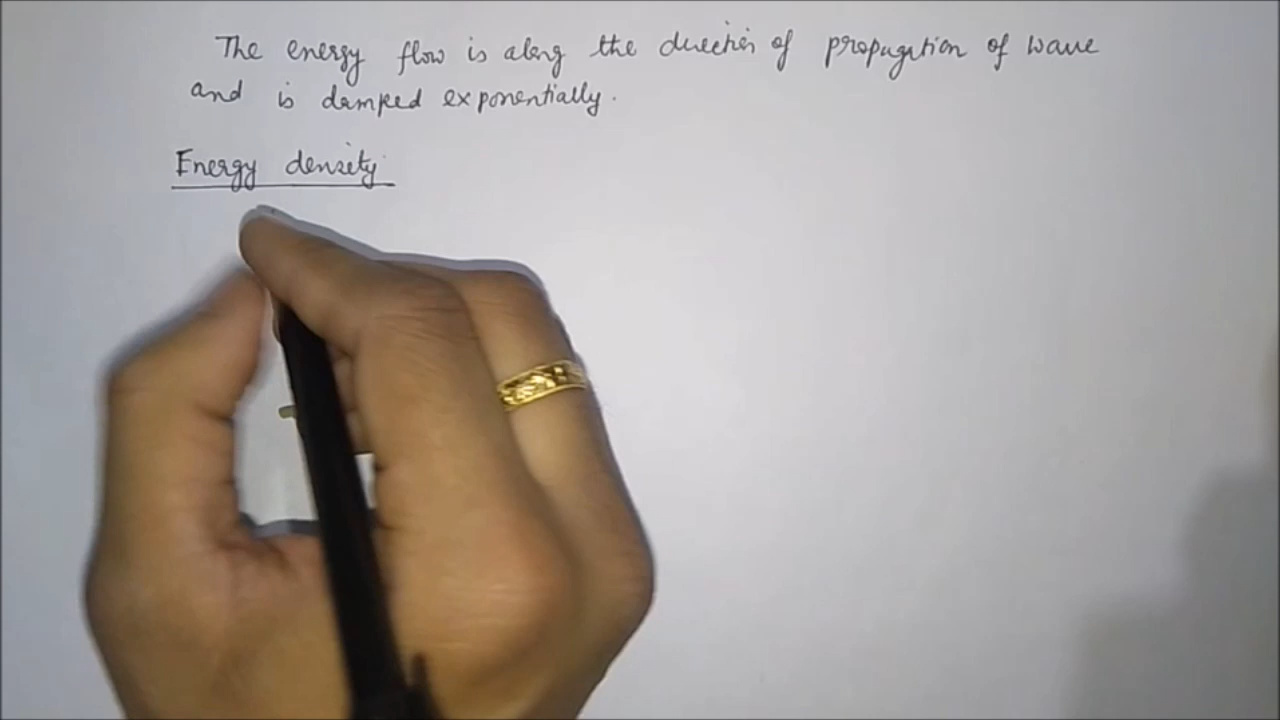 The energy flow is along the direction of propagation of wave
and is damped exponentially.
Energy density